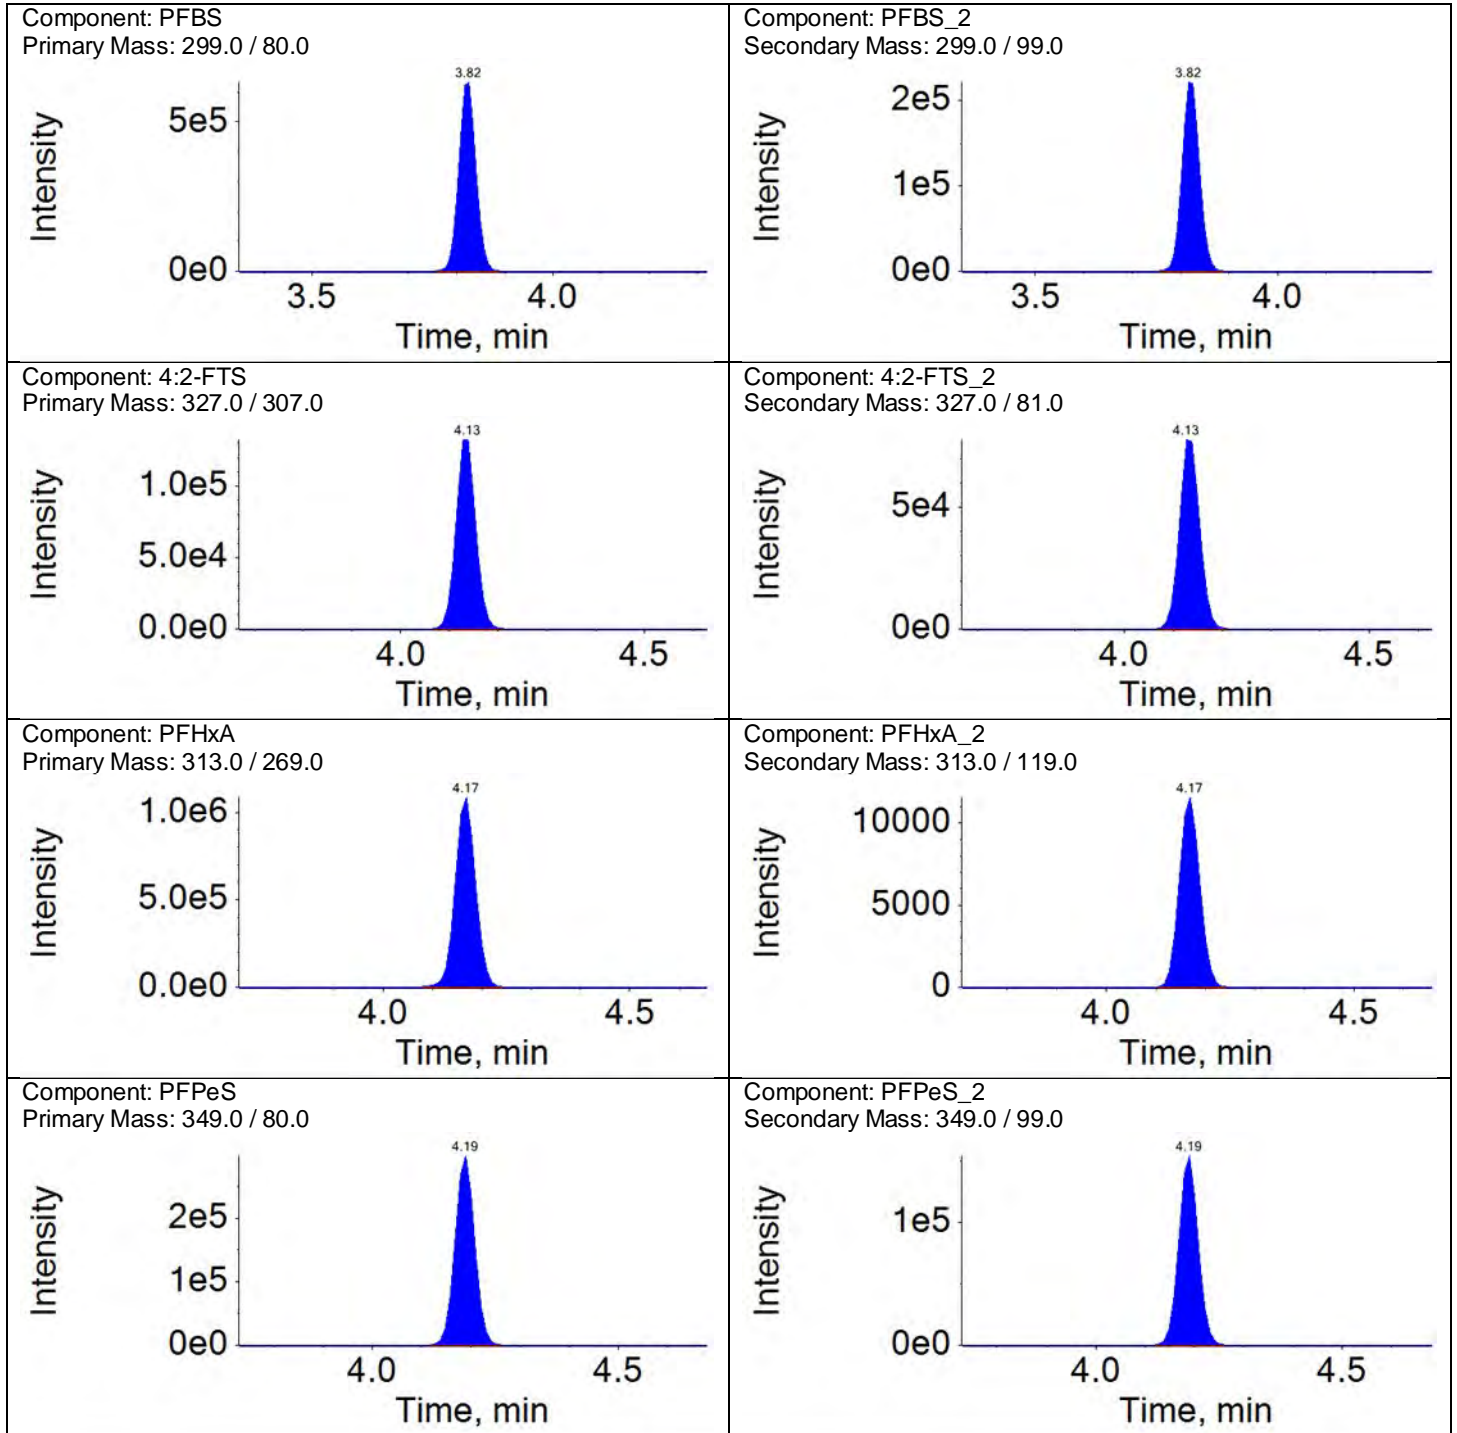 Component: PFBS
Primary Mass: 299.0 / 80.0
3.82
Intensity
5e5
0e0
3.5 4.0
Time, min
Component: PFBS_2
Secondary Mass: 299.0 / 99.0
3.82
Intensity
2e5
1e5
0e0
3.5 4.0
Time, min
Component: 4:2-FTS
Primary Mass: 327.0 / 307.0
4.13
Intensity
1.0e5
5.0e4
0.0e0
4.0 4.5
Time, min
Component: 4:2-FTS_2
Secondary Mass: 327.0 / 81.0
4.13
Intensity
5e4
0e0
4.0 4.5
Time, min
Component: PFHxA
Primary Mass: 313.0 / 269.0
4.17
Intensity
1.0e6
5.0e5
0.0e0
4.0 4.5
Time, min
Component: PFHxA_2
Secondary Mass: 313.0 / 119.0
4.17
Intensity
10000
5000
0
4.0 4.5
Time, min
Component: PFPeS
Primary Mass: 349.0 / 80.0
4.19
Intensity
2e5
1e5
0e0
4.0 4.5
Time, min
Component: PFPeS_2
Secondary Mass: 349.0 / 99.0
4.19
Intensity
1e5
0e0
4.0 4.5
Time, min